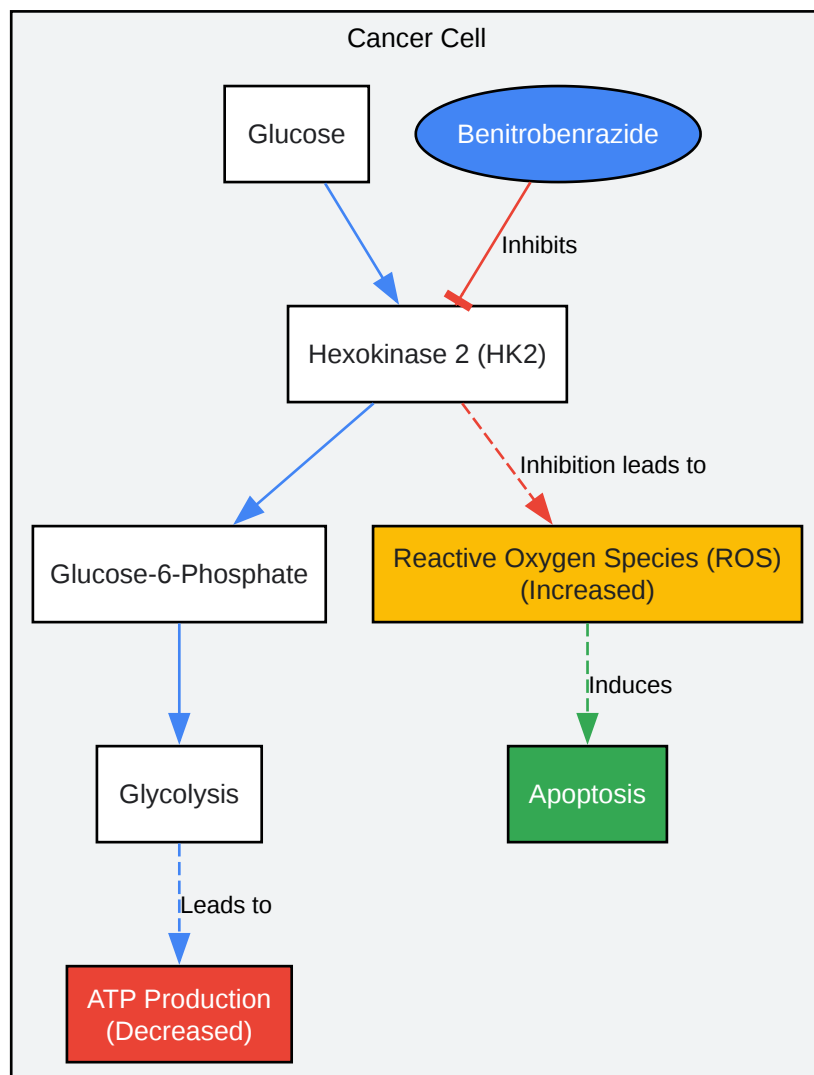 Cancer Cell
Glucose
Benitrobenrazide
Inhibits
Hexokinase 2 (HK2)
Inhibition leads to
Glucose-6-Phosphate
Reactive Oxygen Species (ROS)
(Increased)
Induces
Glycolysis
Apoptosis
Leads to
ATP Production
(Decreased)